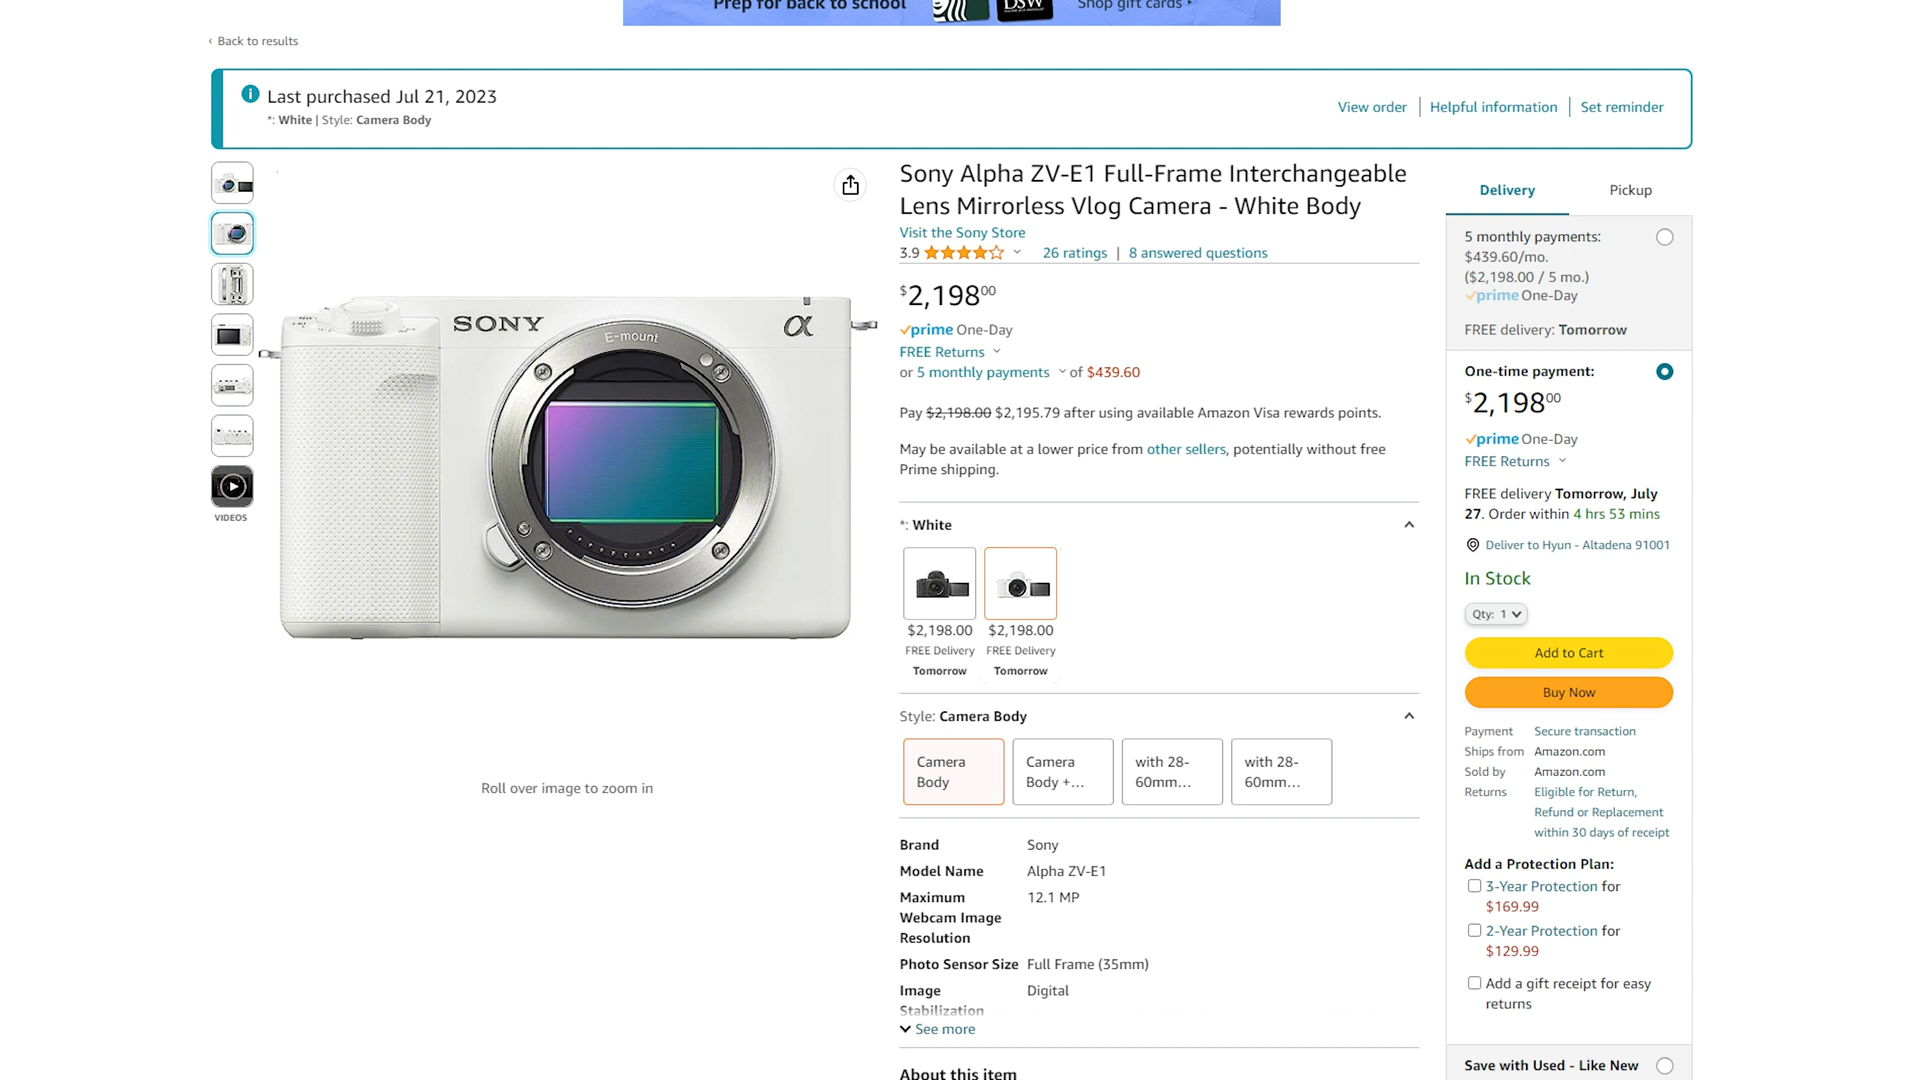 Prep for back to school
DSW
Shop gift cards
‹ Back to results
Last purchased Jul 21, 2023
*: White | Style: Camera Body
View order
Helpful information
Set reminder
VIDEOS
SONY
α
E-mount
Roll over image to zoom in
Sony Alpha ZV-E1 Full-Frame Interchangeable
Lens Mirrorless Vlog Camera - White Body
Visit the Sony Store
3.9
26 ratings | 8 answered questions
$2,19800
prime One-Day
FREE Returns
or 5 monthly payments of $439.60
Pay $2,198.00 $2,195.79 after using available Amazon Visa rewards points.
May be available at a lower price from other sellers, potentially without free
Prime shipping.
*: White
$2,198.00
FREE Delivery
Tomorrow
$2,198.00
FREE Delivery
Tomorrow
Style: Camera Body
Camera
Body
Camera
Body +...
with 28-
60mm...
with 28-
60mm...
Brand Sony
Model Name Alpha ZV-E1
Maximum 12.1 MP
Webcam Image
Resolution
Photo Sensor Size Full Frame (35mm)
Image Digital
Stabilization
See more
About this item
Delivery
Pickup
5 monthly payments:
$439.60/mo.
($2,198.00 / 5 mo.)
prime One-Day
FREE delivery: Tomorrow
One-time payment:
$2,19800
prime One-Day
FREE Returns
FREE delivery Tomorrow, July
27. Order within 4 hrs 53 mins
Deliver to Hyun - Altadena 91001
In Stock
Qty: 1
Add to Cart
Buy Now
Payment Secure transaction
Ships from Amazon.com
Sold by Amazon.com
Returns Eligible for Return,
Refund or Replacement
within 30 days of receipt
Add a Protection Plan:
3-Year Protection for
$169.99
2-Year Protection for
$129.99
Add a gift receipt for easy
returns
Save with Used - Like New